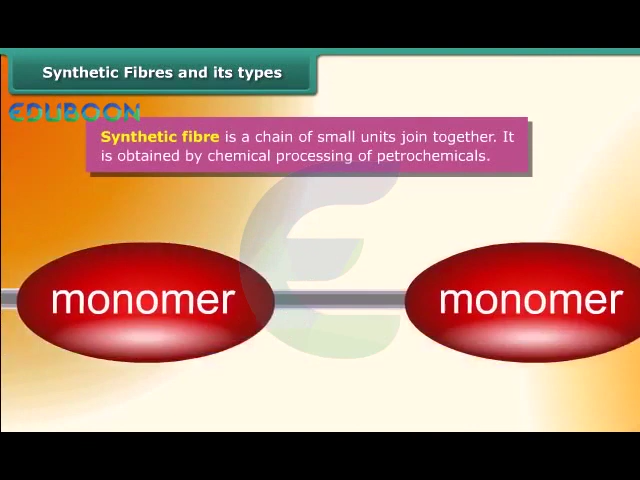 Synthetic Fibres and its types
EDUBOON
Synthetic fibre is a chain of small units join together. It
is obtained by chemical processing of petrochemicals.
monomer monomer